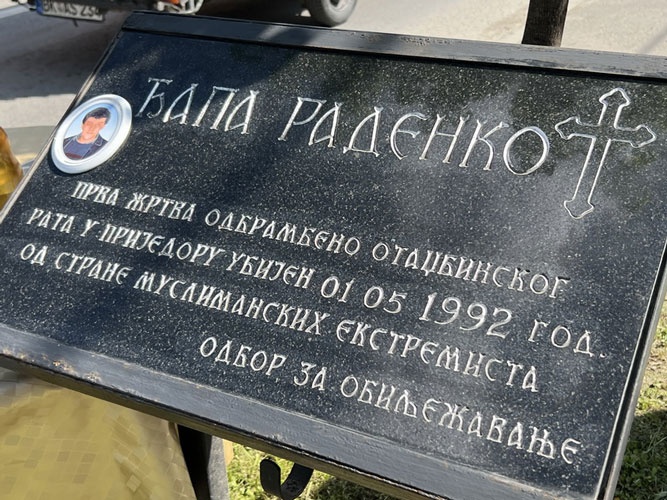 ЂАПА РАДЕНКО
ПРВА ЖРТВА ОДБРАМБЕНО ОТАЏБИНСКОГ
РАТА У ПРИЈЕДОРУ УБИЈЕН 01 05 1992 ГОД.
ОД СТРАНЕ МУСЛИМАНСКИХ ЕКСТРЕМИСТА
ОДБОР ЗА ОБИЉЕЖАВАЊЕ